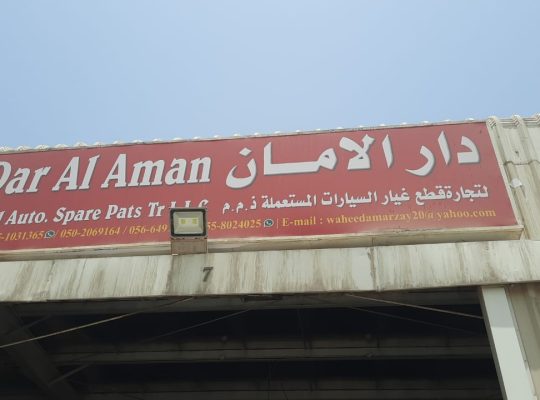 Dar Al Aman دار الامان
Auto. Spare Pats Tr L.L.C لتجارة قطع غيار السيارات المستعملة ذ.م.م
-1031365 / 050-2069164 / 056-649 55-8024025 | E-mail : waheedamarzay20@yahoo.com
7